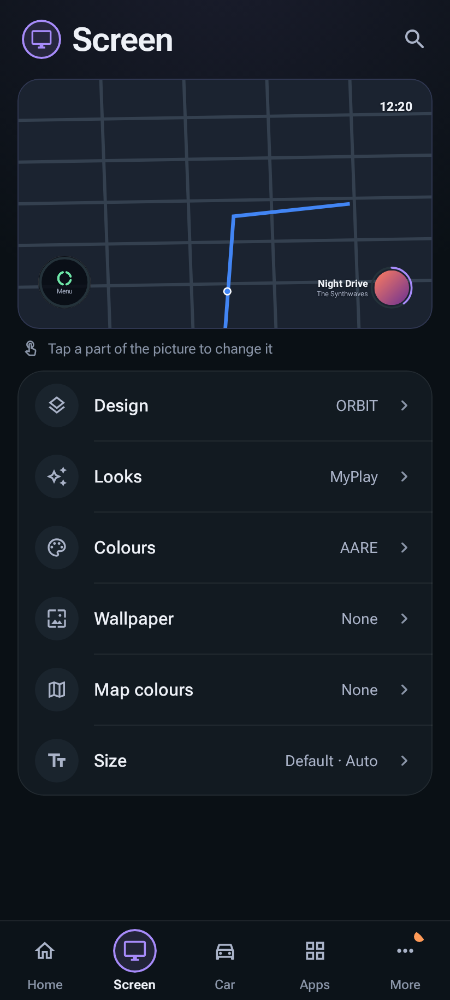 Screen
12:20
Menu
Night Drive
The Synthwaves
Tap a part of the picture to change it
Design ORBIT
Looks MyPlay
Colours AARE
Wallpaper None
Map colours None
Size Default · Auto
Home Screen Car Apps More